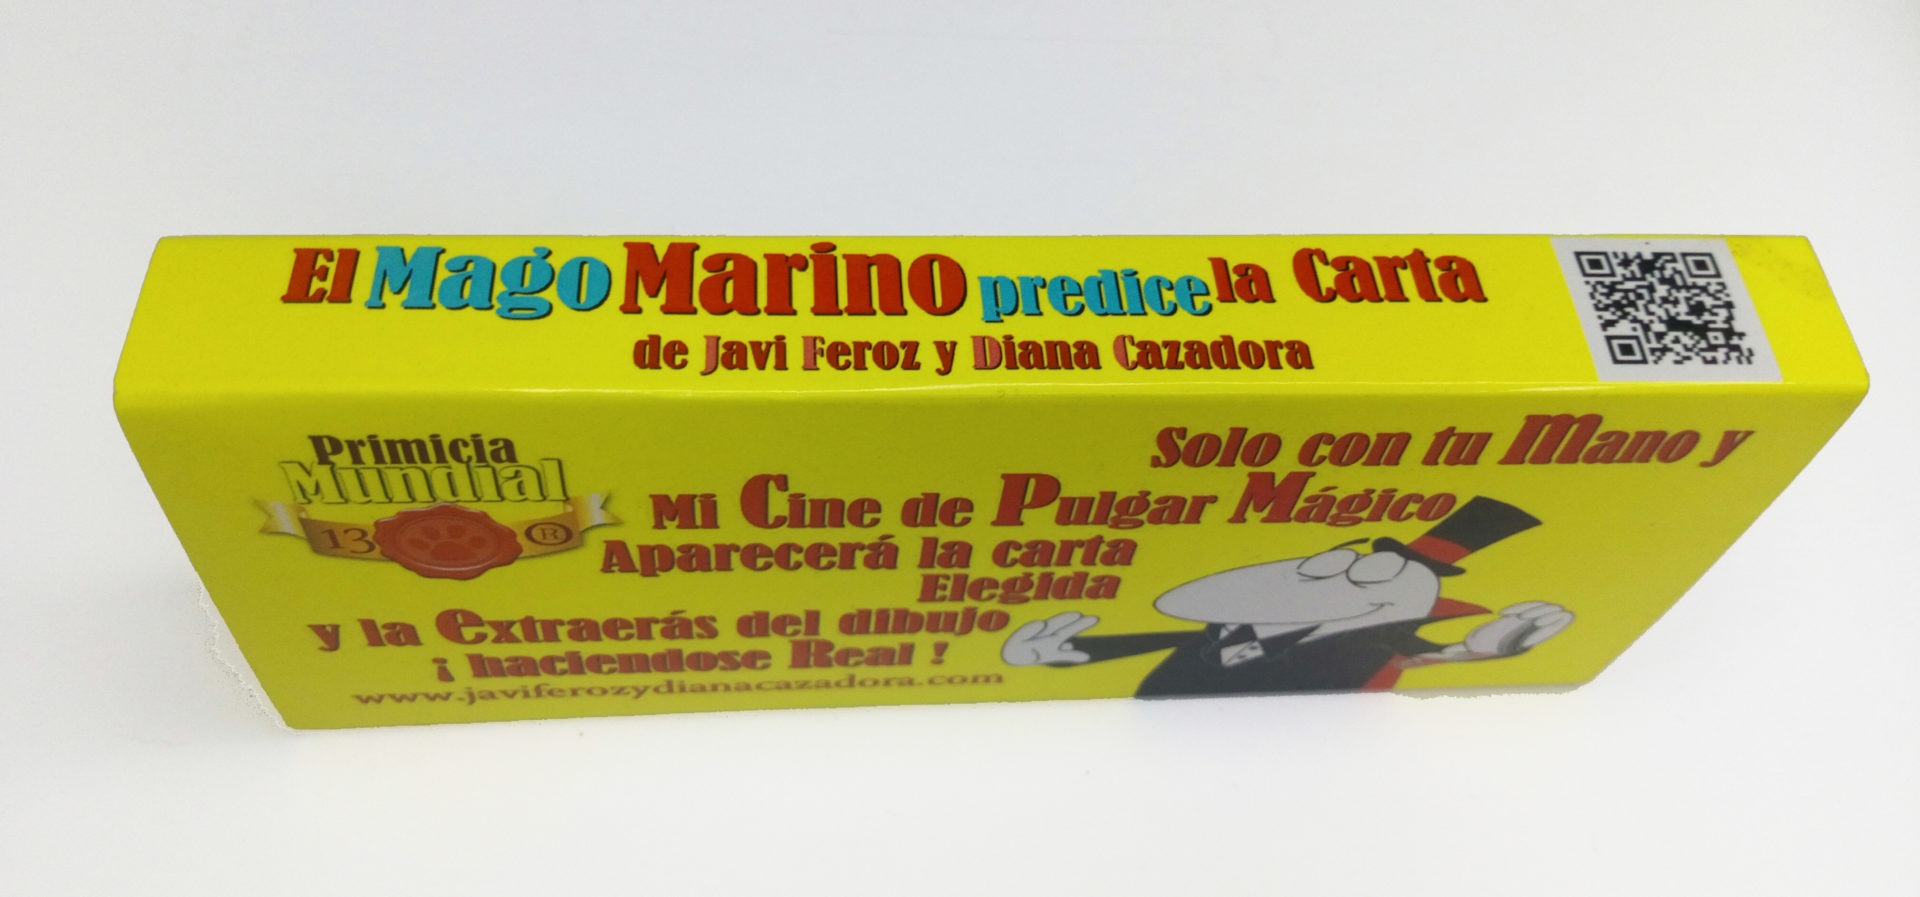 El Mago Marino predice la Carta
de Javi Feroz y Diana Cazadora
Primicia
Mundial
13 ®
Solo con tu Mano y
Mi Cine de Pulgar Mágico
Aparecerá la carta
Elegida
y la extraerás del dibujo
¡ haciendose Real !
www.javiferozydianacazadora.com